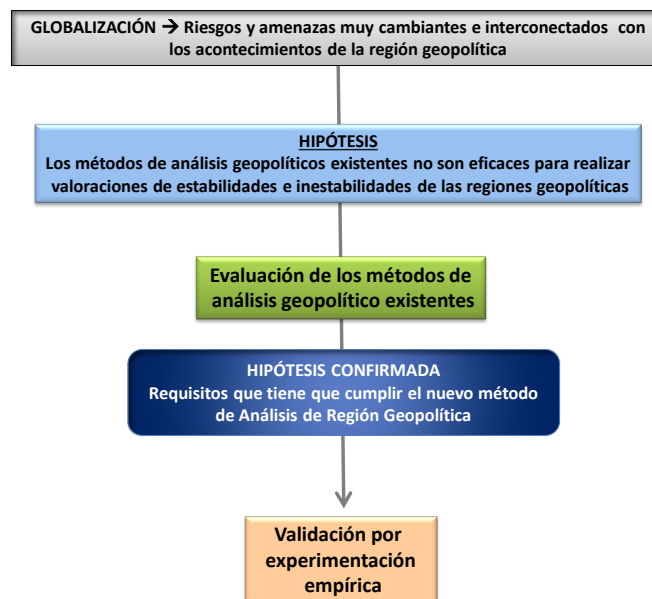 GLOBALIZACIÓN → Riesgos y amenazas muy cambiantes e interconectados con
los acontecimientos de la región geopolítica
HIPÓTESIS
Los métodos de análisis geopolíticos existentes no son eficaces para realizar
valoraciones de estabilidades e inestabilidades de las regiones geopolíticas
Evaluación de los métodos de
análisis geopolítico existentes
HIPÓTESIS CONFIRMADA
Requisitos que tiene que cumplir el nuevo método
de Análisis de Región Geopolítica
Validación por
experimentación
empírica